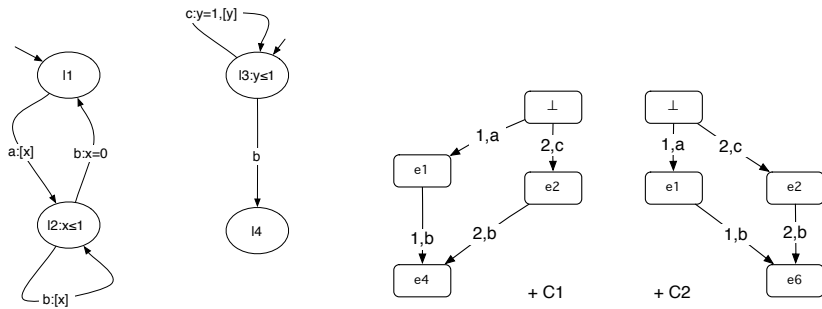 c:y=1,[y]
l1
l3:y≤1
a:[x]
b:x=0
b
l2:x≤1
l4
b:[x]
⊥
1,a
2,c
e1
e2
1,b
2,b
e4
+ C1
⊥
1,a
2,c
e1
e2
1,b
2,b
e6
+ C2